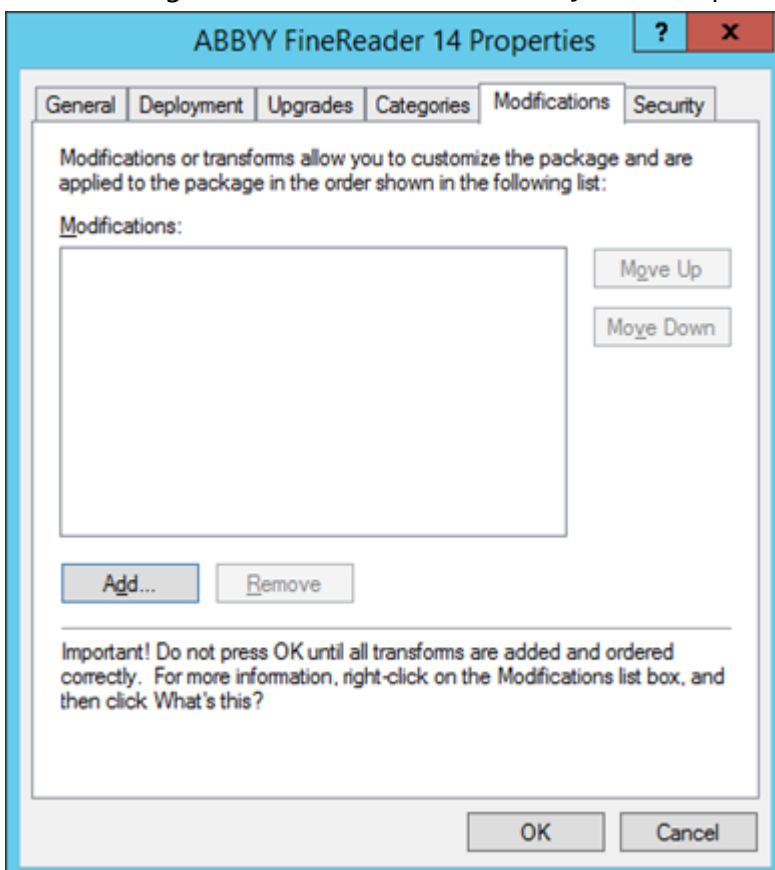 ABBYY FineReader 14 Properties
? x
General Deployment Upgrades Categories Modifications Security
Modifications or transforms allow you to customize the package and are
applied to the package in the order shown in the following list:
Modifications:
Move Up
Move Down
Add... Remove
Important! Do not press OK until all transforms are added and ordered
correctly. For more information, right-click on the Modifications list box, and
then click What's this?
OK Cancel